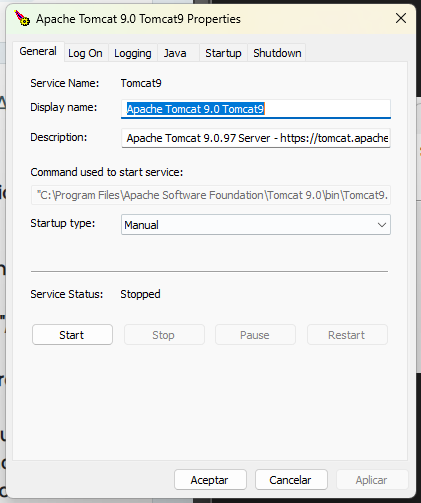 Apache Tomcat 9.0 Tomcat9 Properties
General Log On Logging Java Startup Shutdown
Service Name: Tomcat9
Display name: Apache Tomcat 9.0 Tomcat9
Description: Apache Tomcat 9.0.97 Server - https://tomcat.apache
Command used to start service:
"C:\Program Files\Apache Software Foundation\Tomcat 9.0\bin\Tomcat9.
Startup type: Manual
Service Status: Stopped
Start Stop Pause Restart
Aceptar Cancelar Aplicar